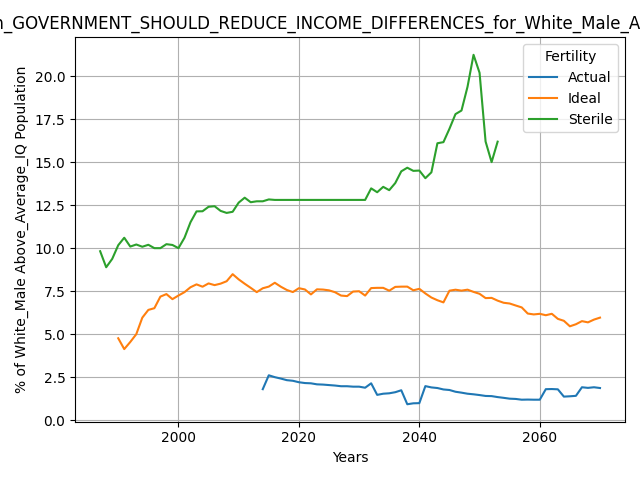 GOVERNMENT_SHOULD_REDUCE_INCOME_DIFFERENCES_for_White_Male_A
Fertility
Actual
Ideal
Sterile
% of White_Male Above_Average_IQ Population
20.0
17.5
15.0
12.5
10.0
7.5
5.0
2.5
0.0
2000
2020
2040
2060
Years